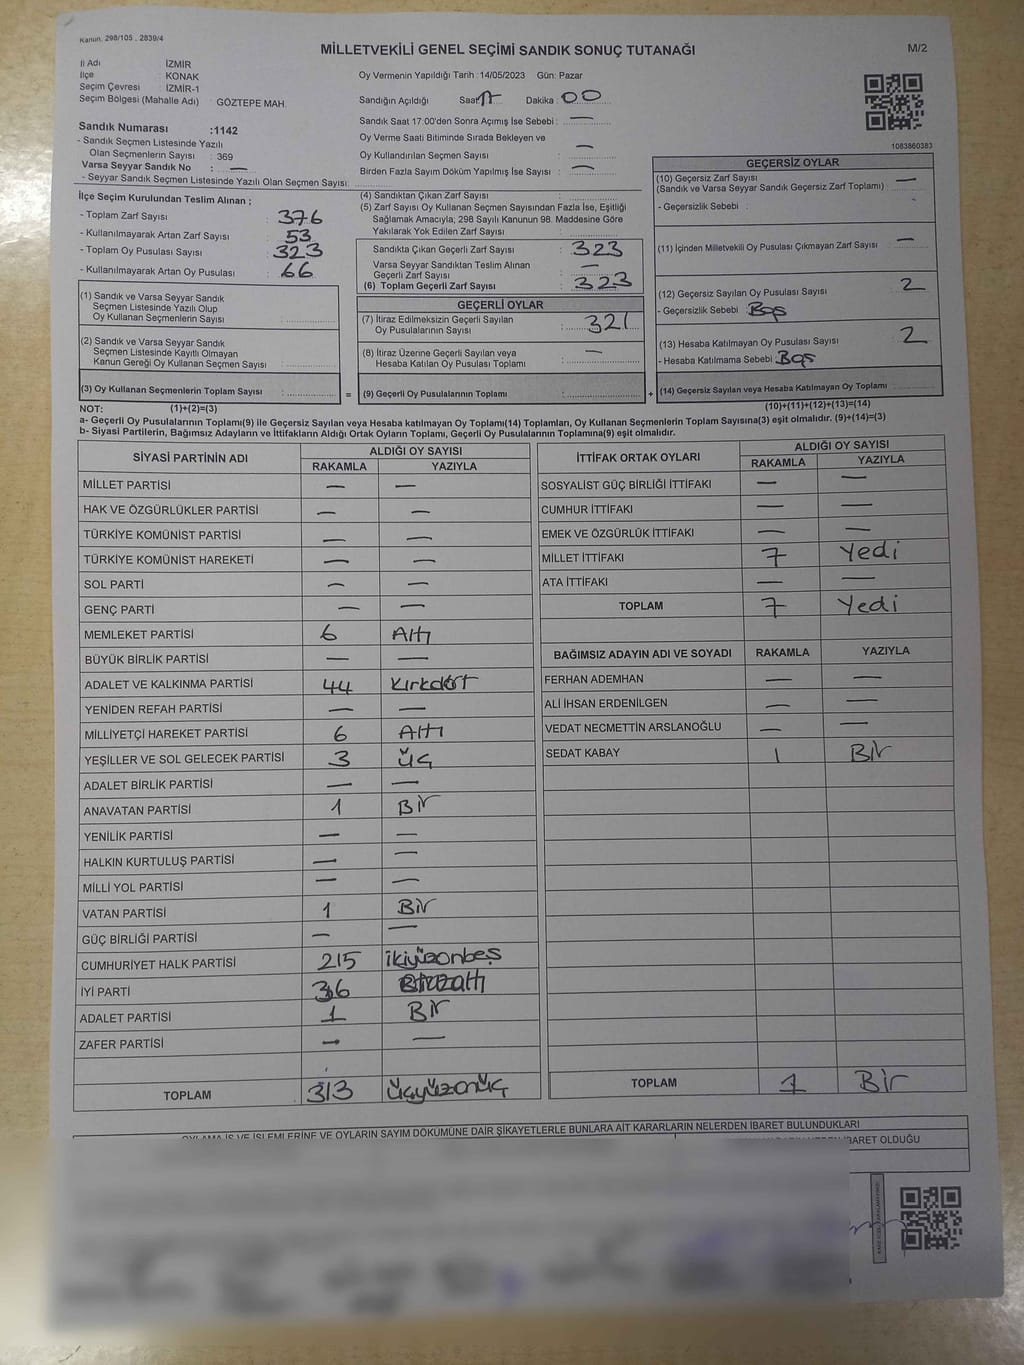 Kanun. 298/105 . 2839/4
MİLLETVEKİLİ GENEL SEÇİMİ SANDIK SONUÇ TUTANAĞI
M/2
İl Adı İZMİR
İlçe KONAK
Seçim Çevresi : İZMİR-1
Seçim Bölgesi (Mahalle Adı) : GÖZTEPE MAH.
Oy Vermenin Yapıldığı Tarih : 14/05/2023 Gün: Pazar
Sandığın Açıldığı Saat 17 Dakika : 00
Sandık Saat 17:00'den Sonra Açımış İse Sebebi : —
Oy Verme Saati Bitiminde Sırada Bekleyen ve
Oy Kullandırılan Seçmen Sayısı : —
Birden Fazla Sayım Döküm Yapılmış İse Sayısı : —
1083860383
Sandık Numarası :1142
- Sandık Seçmen Listesinde Yazılı
Olan Seçmenlerin Sayısı : 369
Varsa Seyyar Sandık No : —
- Seyyar Sandık Seçmen Listesinde Yazılı Olan Seçmen Sayısı:
İlçe Seçim Kurulundan Teslim Alınan ;
- Toplam Zarf Sayısı : 376
- Kullanılmayarak Artan Zarf Sayısı : 53
- Toplam Oy Pusulası Sayısı : 323
- Kullanılmayarak Artan Oy Pusulası : 66
(1) Sandık ve Varsa Seyyar Sandık
Seçmen Listesinde Yazılı Olup
Oy Kullanan Seçmenlerin Sayısı :
(2) Sandık ve Varsa Seyyar Sandık
Seçmen Listesinde Kayıtlı Olmayan
Kanun Gereği Oy Kullanan Seçmen Sayısı :
(3) Oy Kullanan Seçmenlerin Toplam Sayısı :
(4) Sandıktan Çıkan Zarf Sayısı :
(5) Zarf Sayısı Oy Kullanan Seçmen Sayısından Fazla İse, Eşitliği
Sağlamak Amacıyla; 298 Sayılı Kanunun 98. Maddesine Göre
Yakılarak Yok Edilen Zarf Sayısı :
Sandıkta Çıkan Geçerli Zarf Sayısı : 323
Varsa Seyyar Sandıktan Teslim Alınan
Geçerli Zarf Sayısı : —
(6) Toplam Geçerli Zarf Sayısı : 323
GEÇERLİ OYLAR
(7) İtiraz Edilmeksizin Geçerli Sayılan
Oy Pusulalarının Sayısı : 321
(8) İtiraz Üzerine Geçerli Sayılan veya
Hesaba Katılan Oy Pusulaları Toplamı : —
= (9) Geçerli Oy Pusulalarının Toplamı :
GEÇERSİZ OYLAR
(10) Geçersiz Zarf Sayısı
(Sandık ve Varsa Seyyar Sandık Geçersiz Zarf Toplamı) : —
- Geçersizlik Sebebi :
(11) İçinden Milletvekili Oy Pusulası Çıkmayan Zarf Sayısı : —
(12) Geçersiz Sayılan Oy Pusulası Sayısı : 2
- Geçersizlik Sebebi : Boş
(13) Hesaba Katılmayan Oy Pusulası Sayısı : 2
- Hesaba Katılmama Sebebi : Boş
+ (14) Geçersiz Sayılan veya Hesaba Katılmayan Oy Toplamı :
NOT: (1)+(2)=(3) (10)+(11)+(12)+(13)=(14)
a- Geçerli Oy Pusulalarının Toplamı(9) ile Geçersiz Sayılan veya Hesaba katılmayan Oy Toplamı(14) Toplamları, Oy Kullanan Seçmenlerin Toplam Sayısına(3) eşit olmalıdır. (9)+(14)=(3)
b- Siyasi Partilerin, Bağımsız Adayların ve İttifakların Aldığı Ortak Oyların Toplamı, Geçerli Oy Pusulalarının Toplamına(9) eşit olmalıdır.
SİYASİ PARTİNİN ADI ALDIĞI OY SAYISI
RAKAMLA YAZIYLA
MİLLET PARTİSİ — —
HAK VE ÖZGÜRLÜKLER PARTİSİ — —
TÜRKİYE KOMÜNİST PARTİSİ — —
TÜRKİYE KOMÜNİST HAREKETİ — —
SOL PARTİ — —
GENÇ PARTİ — —
MEMLEKET PARTİSİ 6 Altı
BÜYÜK BİRLİK PARTİSİ — —
ADALET VE KALKINMA PARTİSİ 44 Kırkdört
YENİDEN REFAH PARTİSİ — —
MİLLİYETÇİ HAREKET PARTİSİ 6 Altı
YEŞİLLER VE SOL GELECEK PARTİSİ 3 Üç
ADALET BİRLİK PARTİSİ — —
ANAVATAN PARTİSİ 1 Bir
YENİLİK PARTİSİ — —
HALKIN KURTULUŞ PARTİSİ — —
MİLLİ YOL PARTİSİ — —
VATAN PARTİSİ 1 Bir
GÜÇ BİRLİĞİ PARTİSİ — —
CUMHURİYET HALK PARTİSİ 215 ikiyüzonbeş
İYİ PARTİ 36
ADALET PARTİSİ 1 Bir
ZAFER PARTİSİ — —
TOPLAM 313 üçyüzonüç
İTTİFAK ORTAK OYLARI ALDIĞI OY SAYISI
RAKAMLA YAZIYLA
SOSYALİST GÜÇ BİRLİĞİ İTTİFAKI — —
CUMHUR İTTİFAKI — —
EMEK VE ÖZGÜRLÜK İTTİFAKI — —
MİLLET İTTİFAKI 7 Yedi
ATA İTTİFAKI — —
TOPLAM 7 Yedi
BAĞIMSIZ ADAYIN ADI VE SOYADI RAKAMLA YAZIYLA
FERHAN ADEMHAN — —
ALİ İHSAN ERDENİLGEN — —
VEDAT NECMETTİN ARSLANOĞLU — —
SEDAT KABAY 1 Bir
TOPLAM 1 Bir
OYLAMA İŞ VE İŞLEMLERİNE VE OYLARIN SAYIM DÖKÜMÜNE DAİR ŞİKAYETLERLE BUNLARA AİT KARARLARIN NELERDEN İBARET BULUNDUKLARI
İBARET OLDUĞU